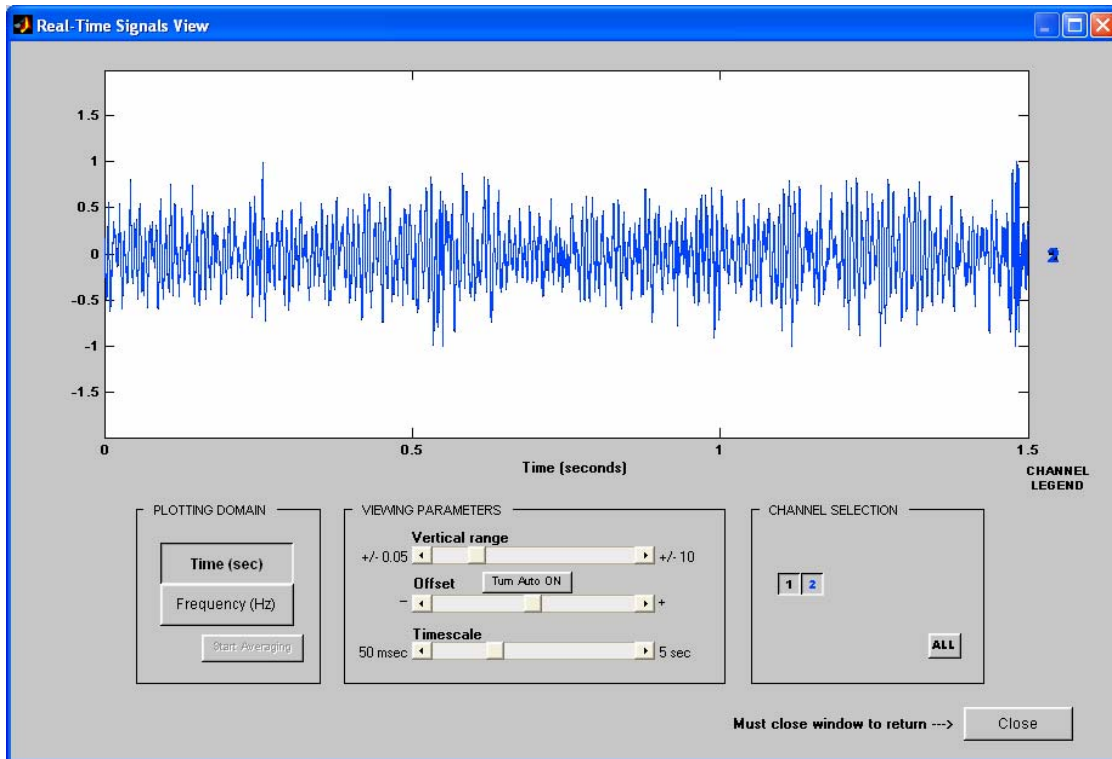 Real-Time Signals View
1.5
1
0.5
0
-0.5
-1
-1.5
0 0.5 1 1.5
Time (seconds)
CHANNEL
LEGEND
PLOTTING DOMAIN
Time (sec)
Frequency (Hz)
Start Averaging
VIEWING PARAMETERS
Vertical range
+/- 0.05 +/- 10
Offset Turn Auto ON
− +
Timescale
50 msec 5 sec
CHANNEL SELECTION
1 2
ALL
Must close window to return ---> Close